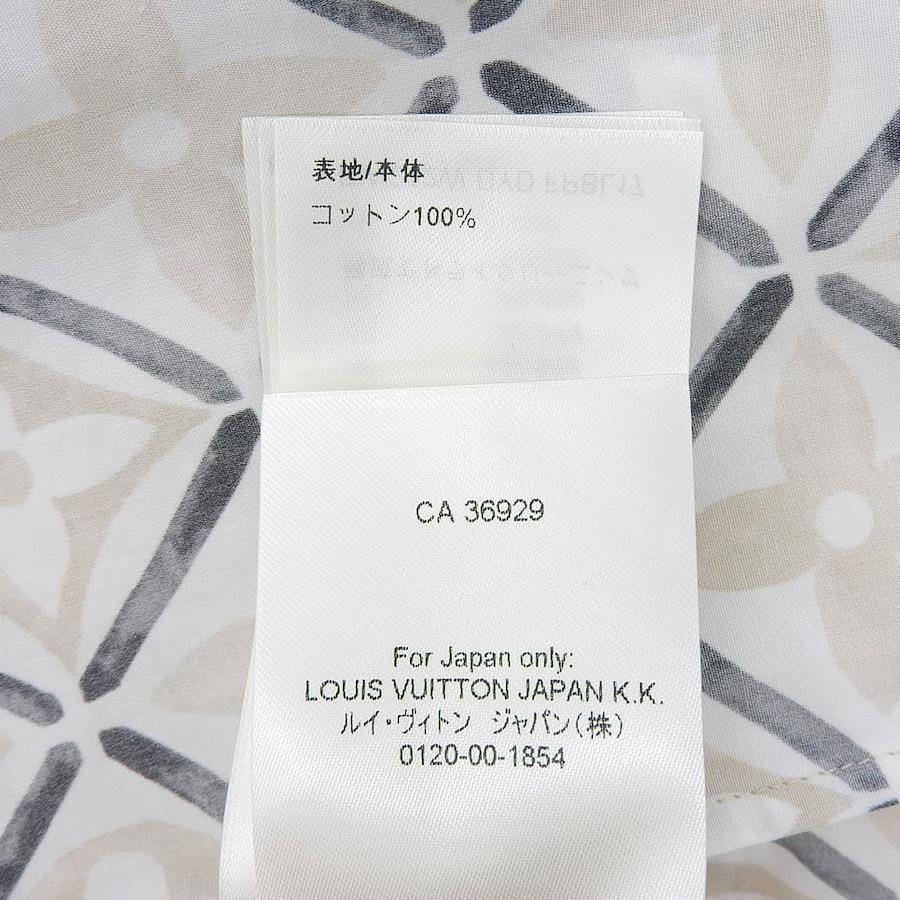 表地/本体
コットン100%
CA 36929
For Japan only:
LOUIS VUITTON JAPAN K.K.
ルイ・ヴィトン ジャパン(株)
0120-00-1854